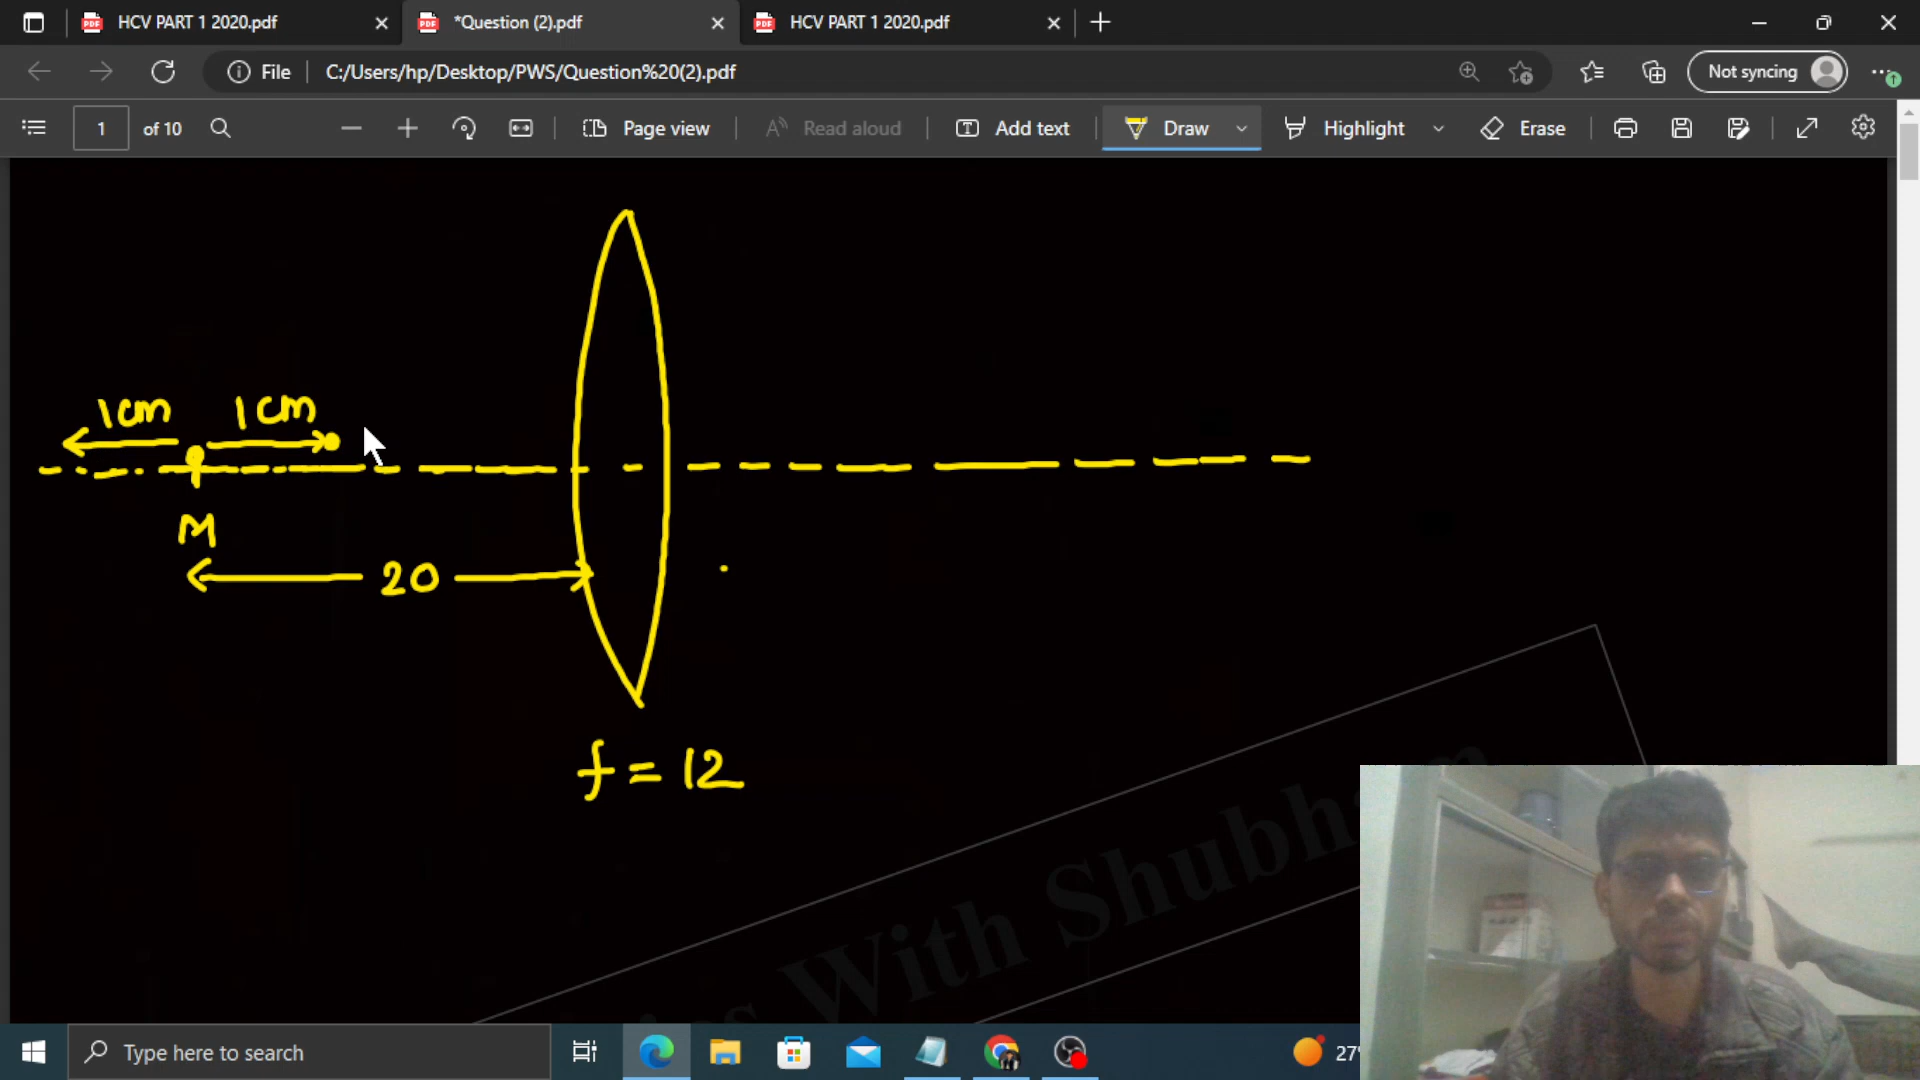 HCV PART 1 2020.pdf
*Question (2).pdf
HCV PART 1 2020.pdf
File
C:/Users/hp/Desktop/PWS/Question%20(2).pdf
Not syncing
1
of 10
Page view
Read aloud
Add text
Draw
Highlight
Erase
1cm
1cm
M
20
f = 12
With Shubham
Type here to search
27°